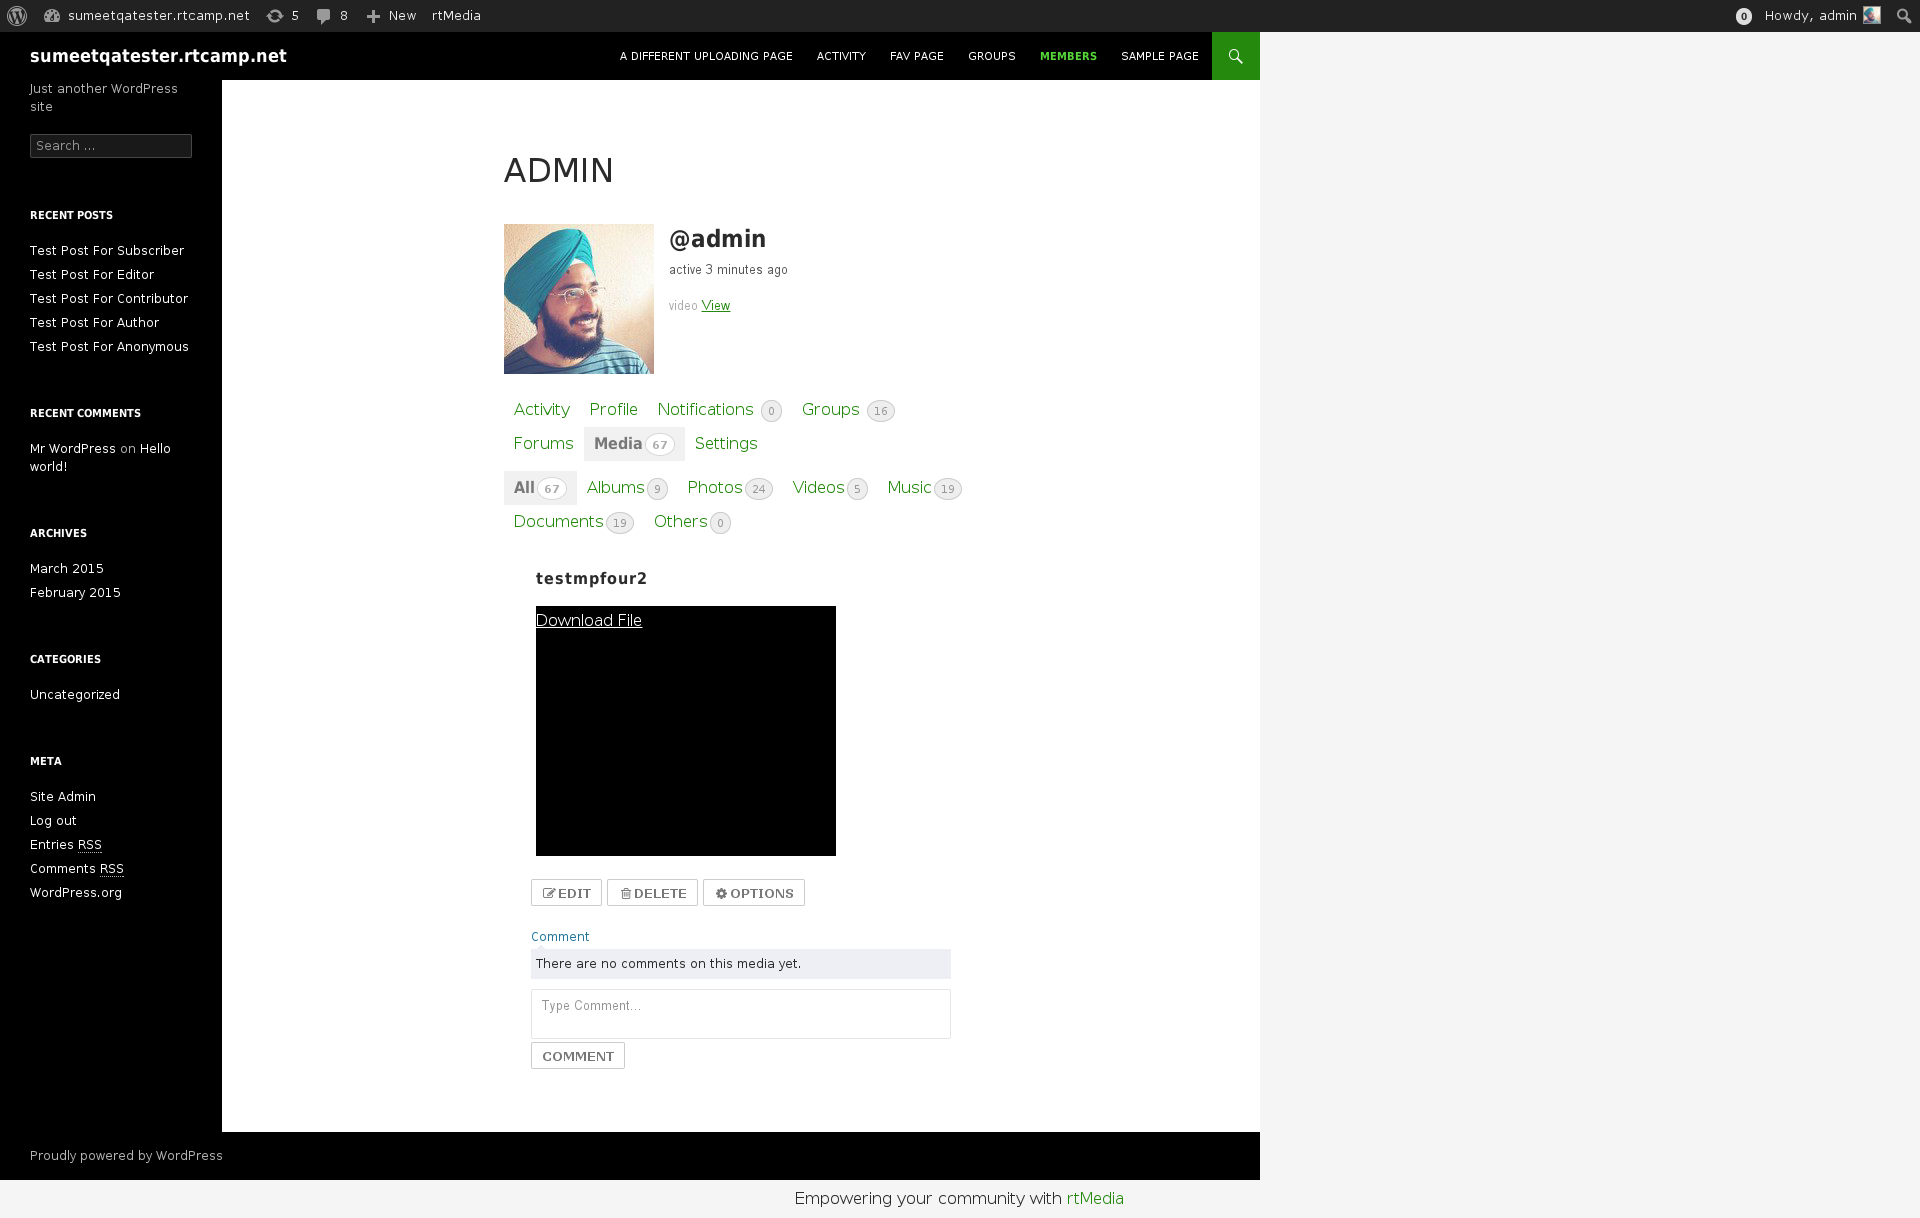 sumeetqatester.rtcamp.net 5 8 New rtMedia 0 Howdy, admin
sumeetqatester.rtcamp.net A DIFFERENT UPLOADING PAGE ACTIVITY FAV PAGE GROUPS MEMBERS SAMPLE PAGE
Just another WordPress
site
Search ...
RECENT POSTS
Test Post For Subscriber
Test Post For Editor
Test Post For Contributor
Test Post For Author
Test Post For Anonymous
RECENT COMMENTS
Mr WordPress on Hello
world!
ARCHIVES
March 2015
February 2015
CATEGORIES
Uncategorized
META
Site Admin
Log out
Entries RSS
Comments RSS
WordPress.org
ADMIN
@admin
active 3 minutes ago
video View
Activity Profile Notifications 0 Groups 16
Forums Media 67 Settings
All 67 Albums 9 Photos 24 Videos 5 Music 19
Documents 19 Others 0
testmpfour2
Download File
EDIT DELETE OPTIONS
Comment
There are no comments on this media yet.
Type Comment...
COMMENT
Proudly powered by WordPress
Empowering your community with rtMedia